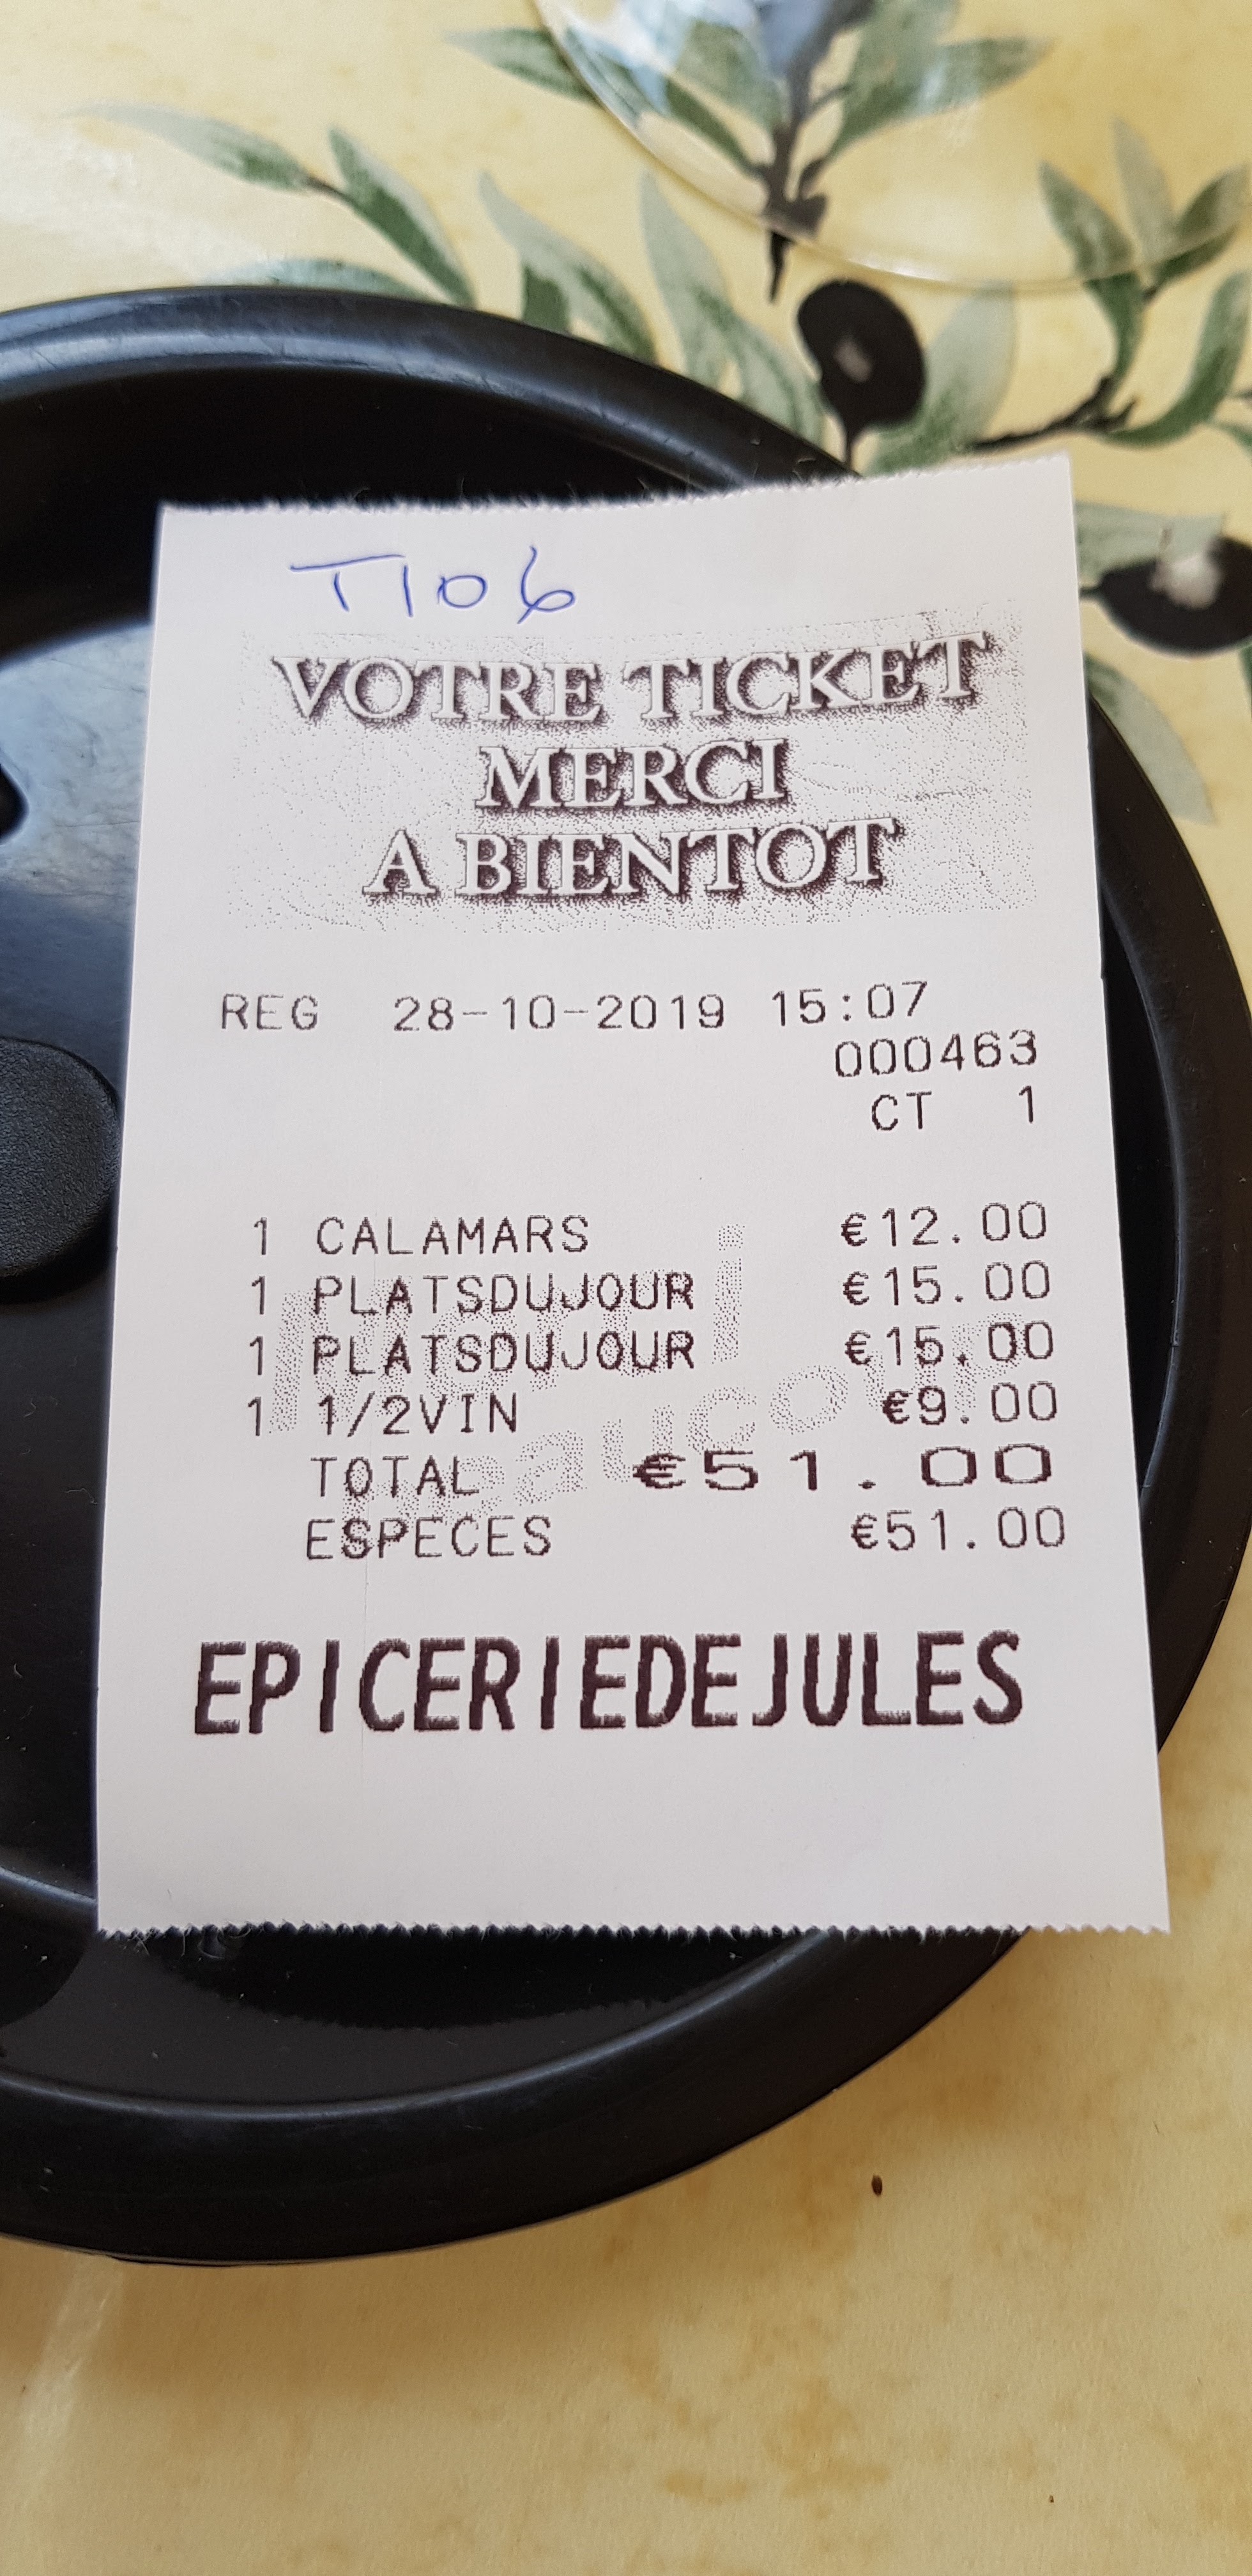 T106
VOTRE TICKET
MERCI
A BIENTOT
REG 28-10-2019 15:07
000463
CT 1
1 CALAMARS €12.00
1 PLATSDUJOUR €15.00
1 PLATSDUJOUR €15.00
1 1/2VIN €9.00
TOTAL €51.00
ESPECES €51.00
EPICERIEDEJULES